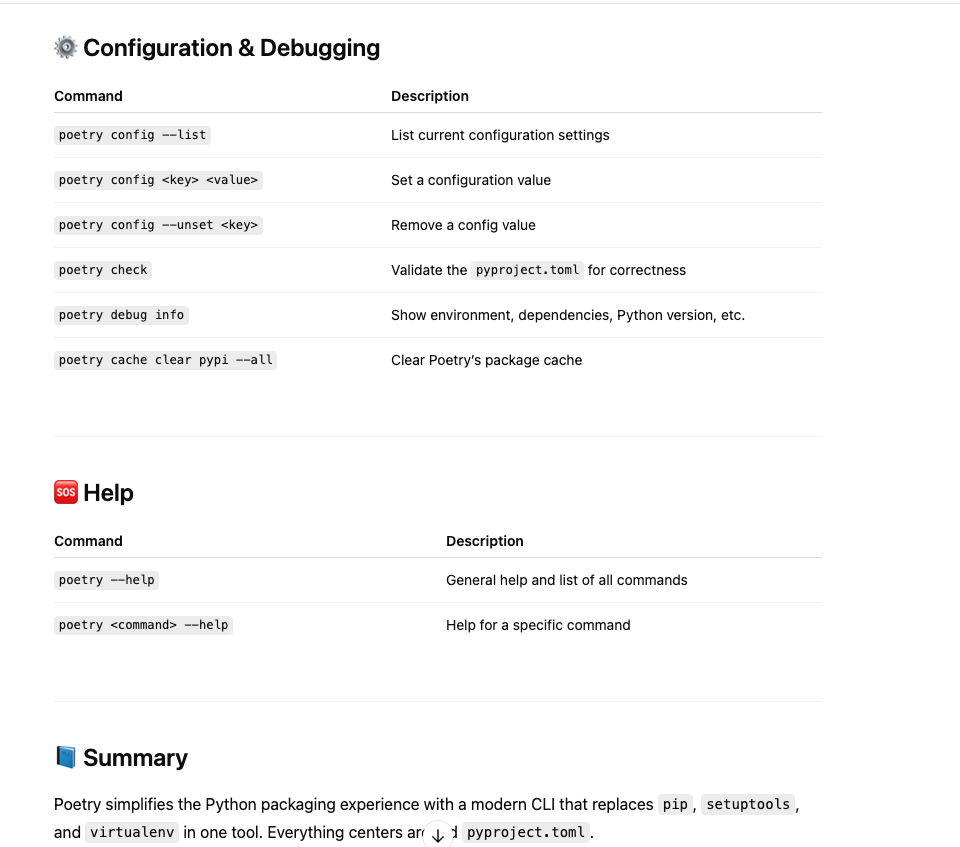 ⚙️ Configuration & Debugging
Command Description
poetry config --list List current configuration settings
poetry config <key> <value> Set a configuration value
poetry config --unset <key> Remove a config value
poetry check Validate the pyproject.toml for correctness
poetry debug info Show environment, dependencies, Python version, etc.
poetry cache clear pypi --all Clear Poetry’s package cache
🆘 Help
Command Description
poetry --help General help and list of all commands
poetry <command> --help Help for a specific command
📘 Summary
Poetry simplifies the Python packaging experience with a modern CLI that replaces pip, setuptools,
and virtualenv in one tool. Everything centers pyproject.toml.